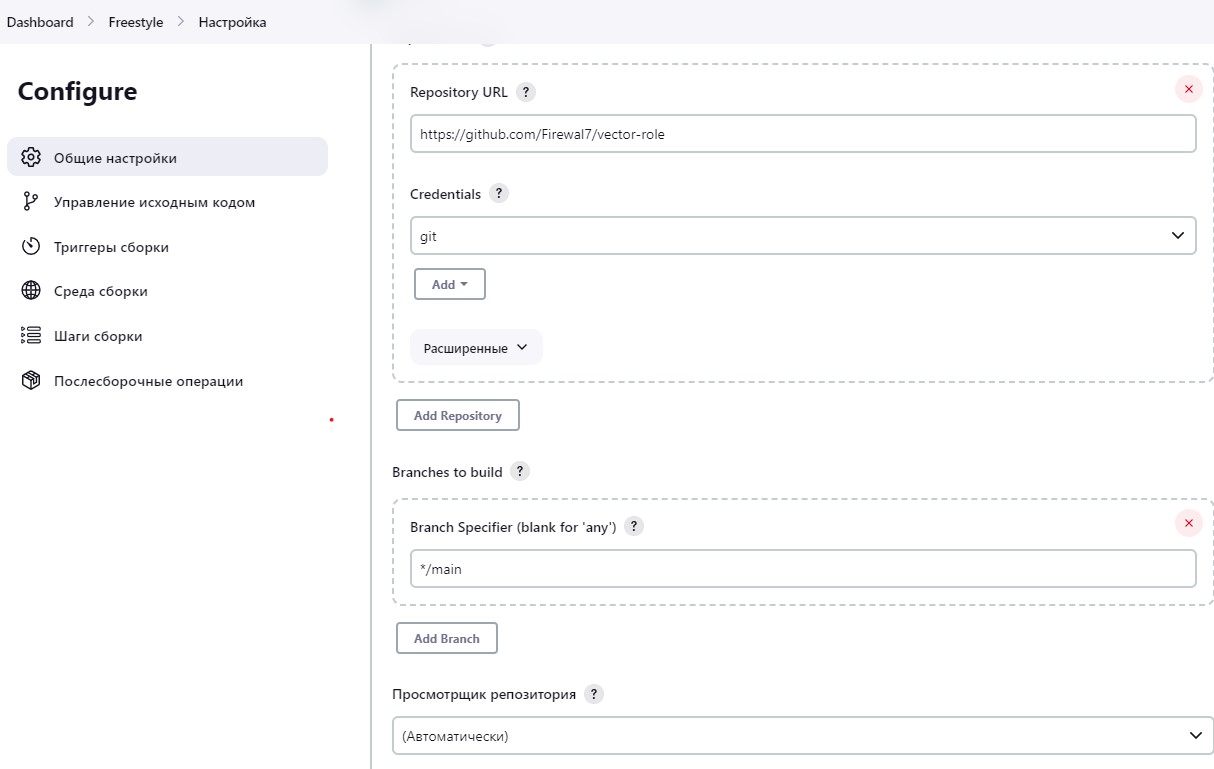 Dashboard > Freestyle > Настройка
Configure
Общие настройки
Управление исходным кодом
Триггеры сборки
Среда сборки
Шаги сборки
Послесборочные операции
Repository URL ?
https://github.com/Firewal7/vector-role
Credentials ?
git
Add
Расширенные
Add Repository
Branches to build ?
Branch Specifier (blank for 'any') ?
*/main
Add Branch
Просмотрщик репозитория ?
(Автоматически)